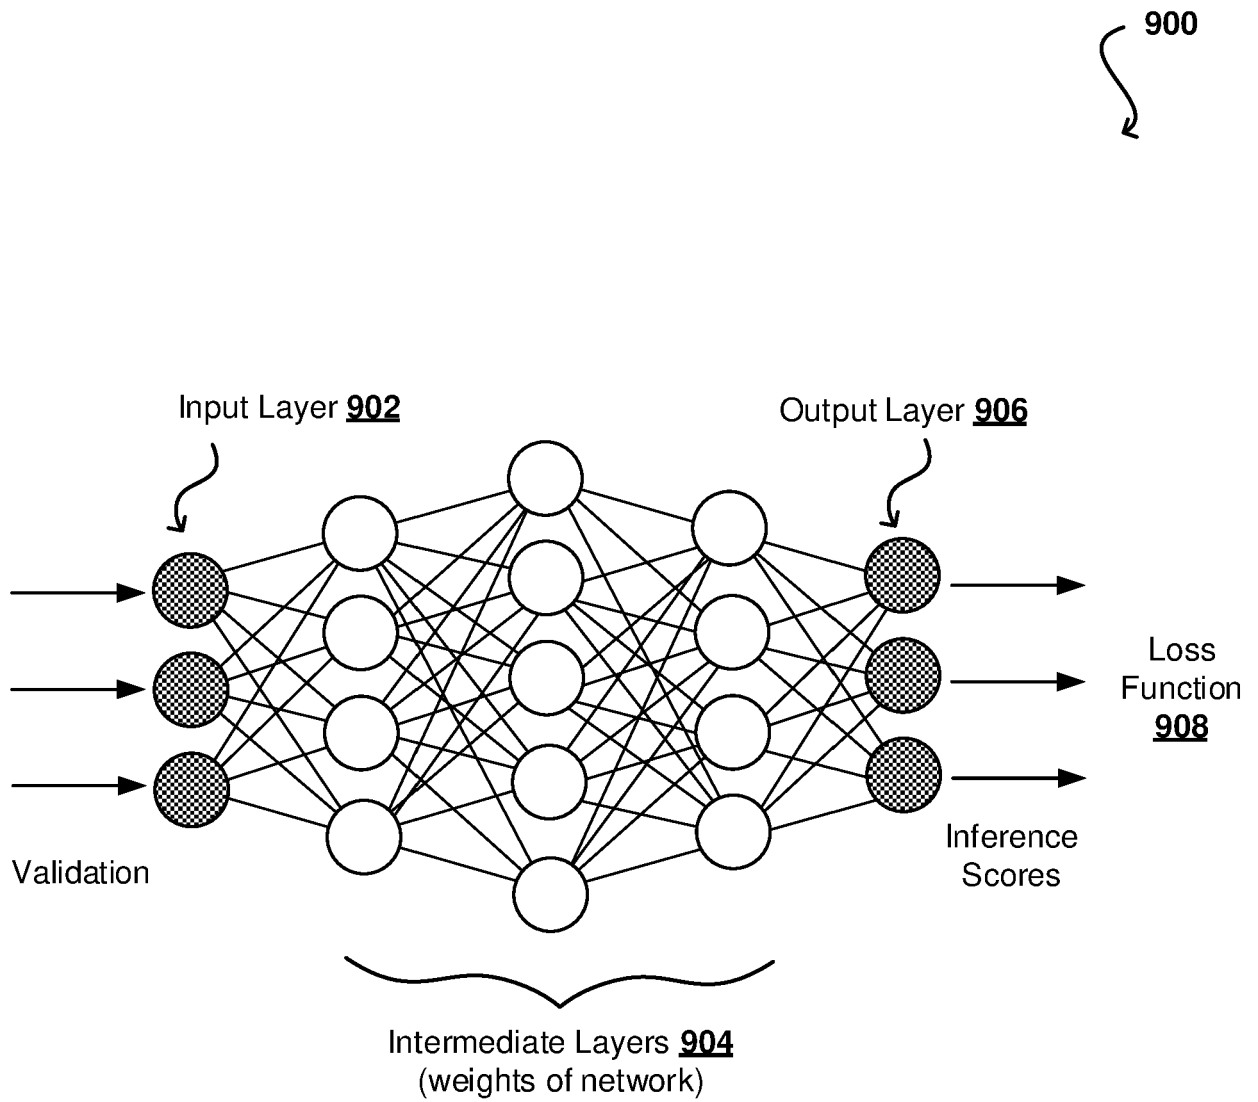 900
Input Layer 902
Output Layer 906
Loss
Function
908
Validation
Inference
Scores
Intermediate Layers 904
(weights of network)